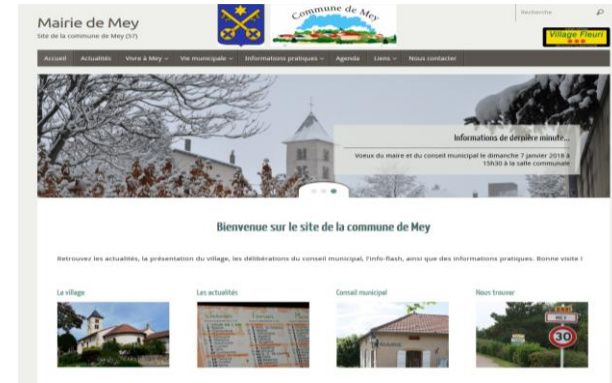 Mairie de Mey
Site de la commune de Mey (57)
Commune de Mey
Recherche
Village Fleuri
Accueil Actualités Vivre à Mey Vie municipale Informations pratiques Agenda Liens Nous contacter
Informations de dernière minute...
Voeux du maire et du conseil municipal le dimanche 7 janvier 2018 à
15h30 à la salle communale
Bienvenue sur le site de la commune de Mey
Retrouvez les actualités, la présentation du village, les délibérations du conseil municipal, l'info-flash, ainsi que des informations pratiques. Bonne visite !
Le village
Les actualités
Conseil municipal
Nous trouver
MEY
30